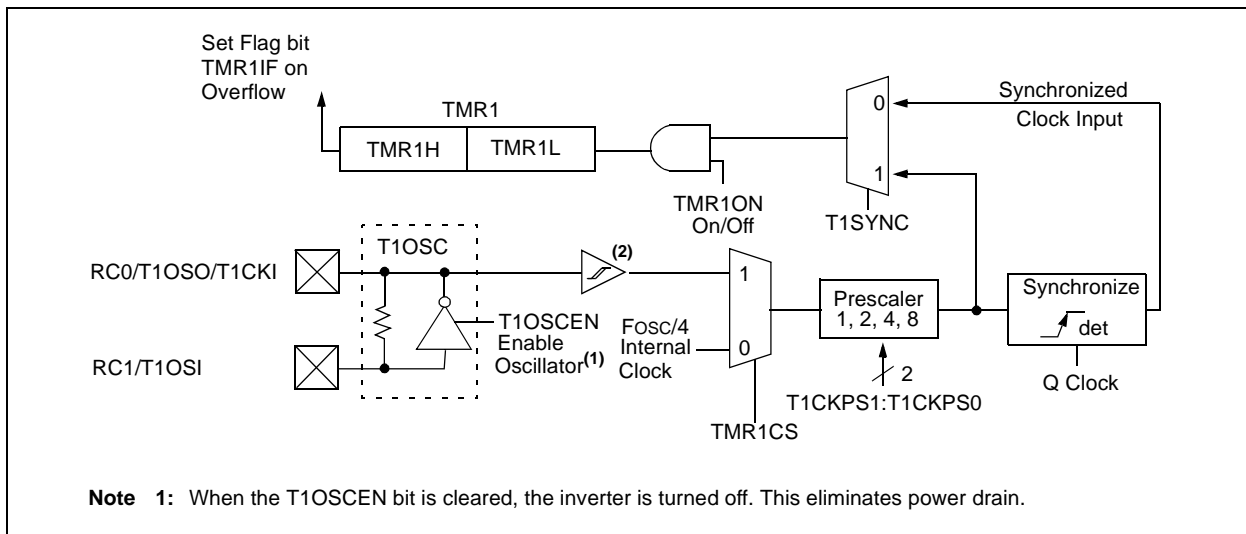 Set Flag bit
TMR1IF on
Overflow
TMR1
TMR1H
TMR1L
TMR1ON
On/Off
0
1
T1SYNC
Synchronized
Clock Input
RC0/T1OSO/T1CKI
RC1/T1OSI
T1OSC
T1OSCEN
Enable
Oscillator(1)
(2)
FOSC/4
Internal
Clock
1
0
TMR1CS
Prescaler
1, 2, 4, 8
2
T1CKPS1:T1CKPS0
Synchronize
det
Q Clock
Note 1: When the T1OSCEN bit is cleared, the inverter is turned off. This eliminates power drain.